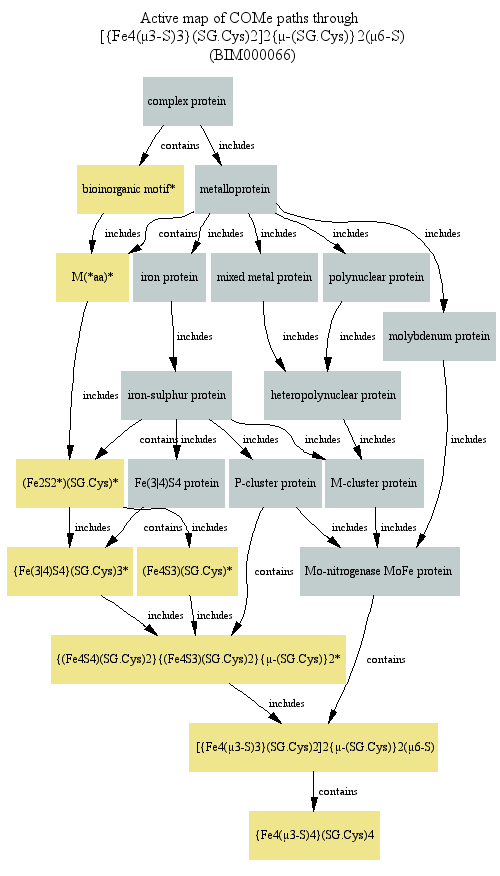 Active map of COMe paths through
[{Fe4(μ3-S)3}(SG.Cys)2]2{μ-(SG.Cys)}2(μ6-S)
(BIM000066)
complex protein
contains
includes
bioinorganic motif*
metalloprotein
includes
contains
includes
includes
includes
includes
M(*aa)*
iron protein
mixed metal protein
polynuclear protein
molybdenum protein
includes
includes
includes
includes
iron-sulphur protein
heteropolynuclear protein
contains
includes
includes
includes
includes
includes
(Fe2S2*)(SG.Cys)*
Fe(3|4)S4 protein
P-cluster protein
M-cluster protein
includes
contains
includes
contains
includes
includes
{Fe(3|4)S4}(SG.Cys)3*
(Fe4S3)(SG.Cys)*
Mo-nitrogenase MoFe protein
includes
includes
contains
{(Fe4S4)(SG.Cys)2}{(Fe4S3)(SG.Cys)2}{μ-(SG.Cys)}2*
includes
[{Fe4(μ3-S)3}(SG.Cys)2]2{μ-(SG.Cys)}2(μ6-S)
contains
{Fe4(μ3-S)4}(SG.Cys)4